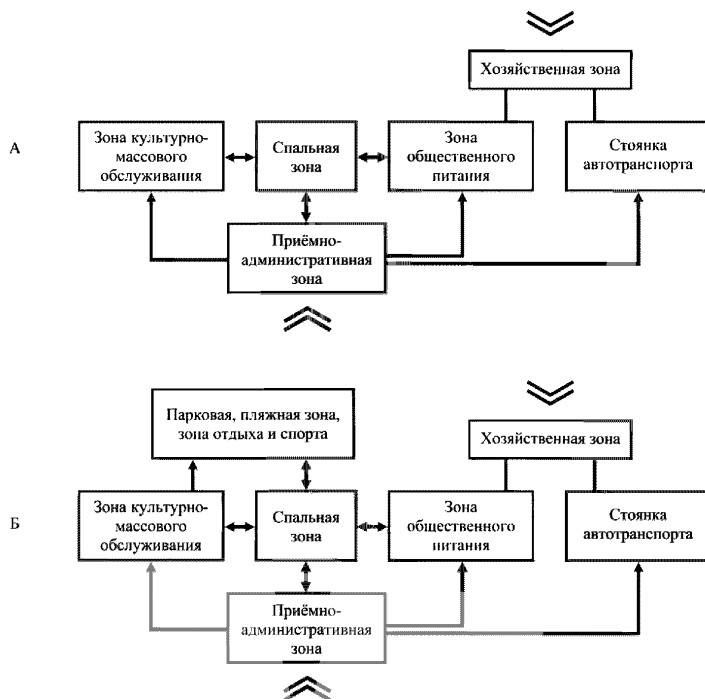 Хозяйственная зона
А
Зона культурно-
массового
обслуживания
Спальная
зона
Зона
общественного
питания
Стоянка
автотранспорта
Приёмно-
административная
зона
Парковая, пляжная зона,
зона отдыха и спорта
Хозяйственная зона
Б
Зона культурно-
массового
обслуживания
Спальная
зона
Зона
общественного
питания
Стоянка
автотранспорта
Приёмно-
административная
зона